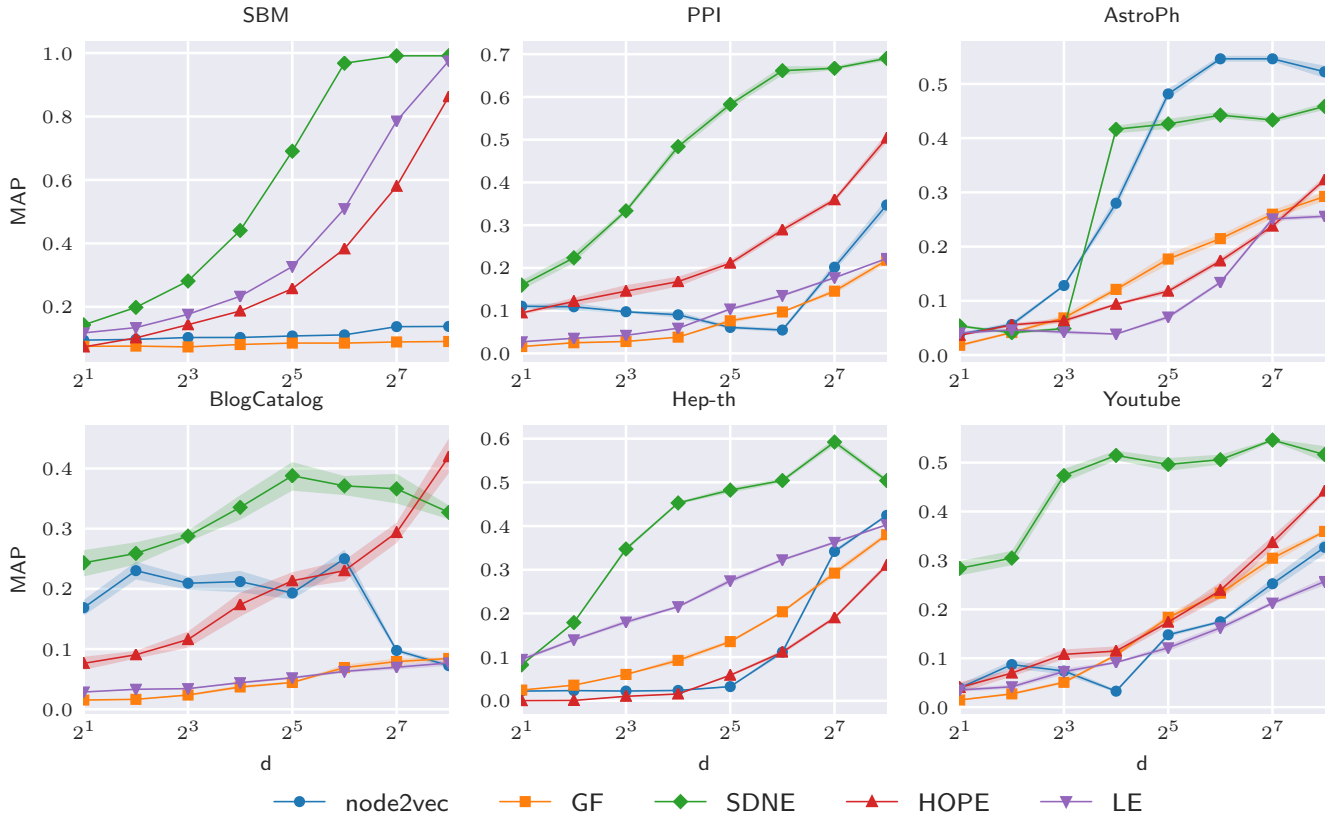 SBM PPI AstroPh
MAP
1.0
0.8
0.6
0.4
0.2
2^1 2^3 2^5 2^7
0.7
0.6
0.5
0.4
0.3
0.2
0.1
0.0
2^1 2^3 2^5 2^7
0.5
0.4
0.3
0.2
0.1
0.0
2^1 2^3 2^5 2^7
BlogCatalog Hep-th Youtube
MAP
0.4
0.3
0.2
0.1
0.0
2^1 2^3 2^5 2^7
d
0.6
0.5
0.4
0.3
0.2
0.1
0.0
2^1 2^3 2^5 2^7
d
0.5
0.4
0.3
0.2
0.1
0.0
2^1 2^3 2^5 2^7
d
node2vec GF SDNE HOPE LE